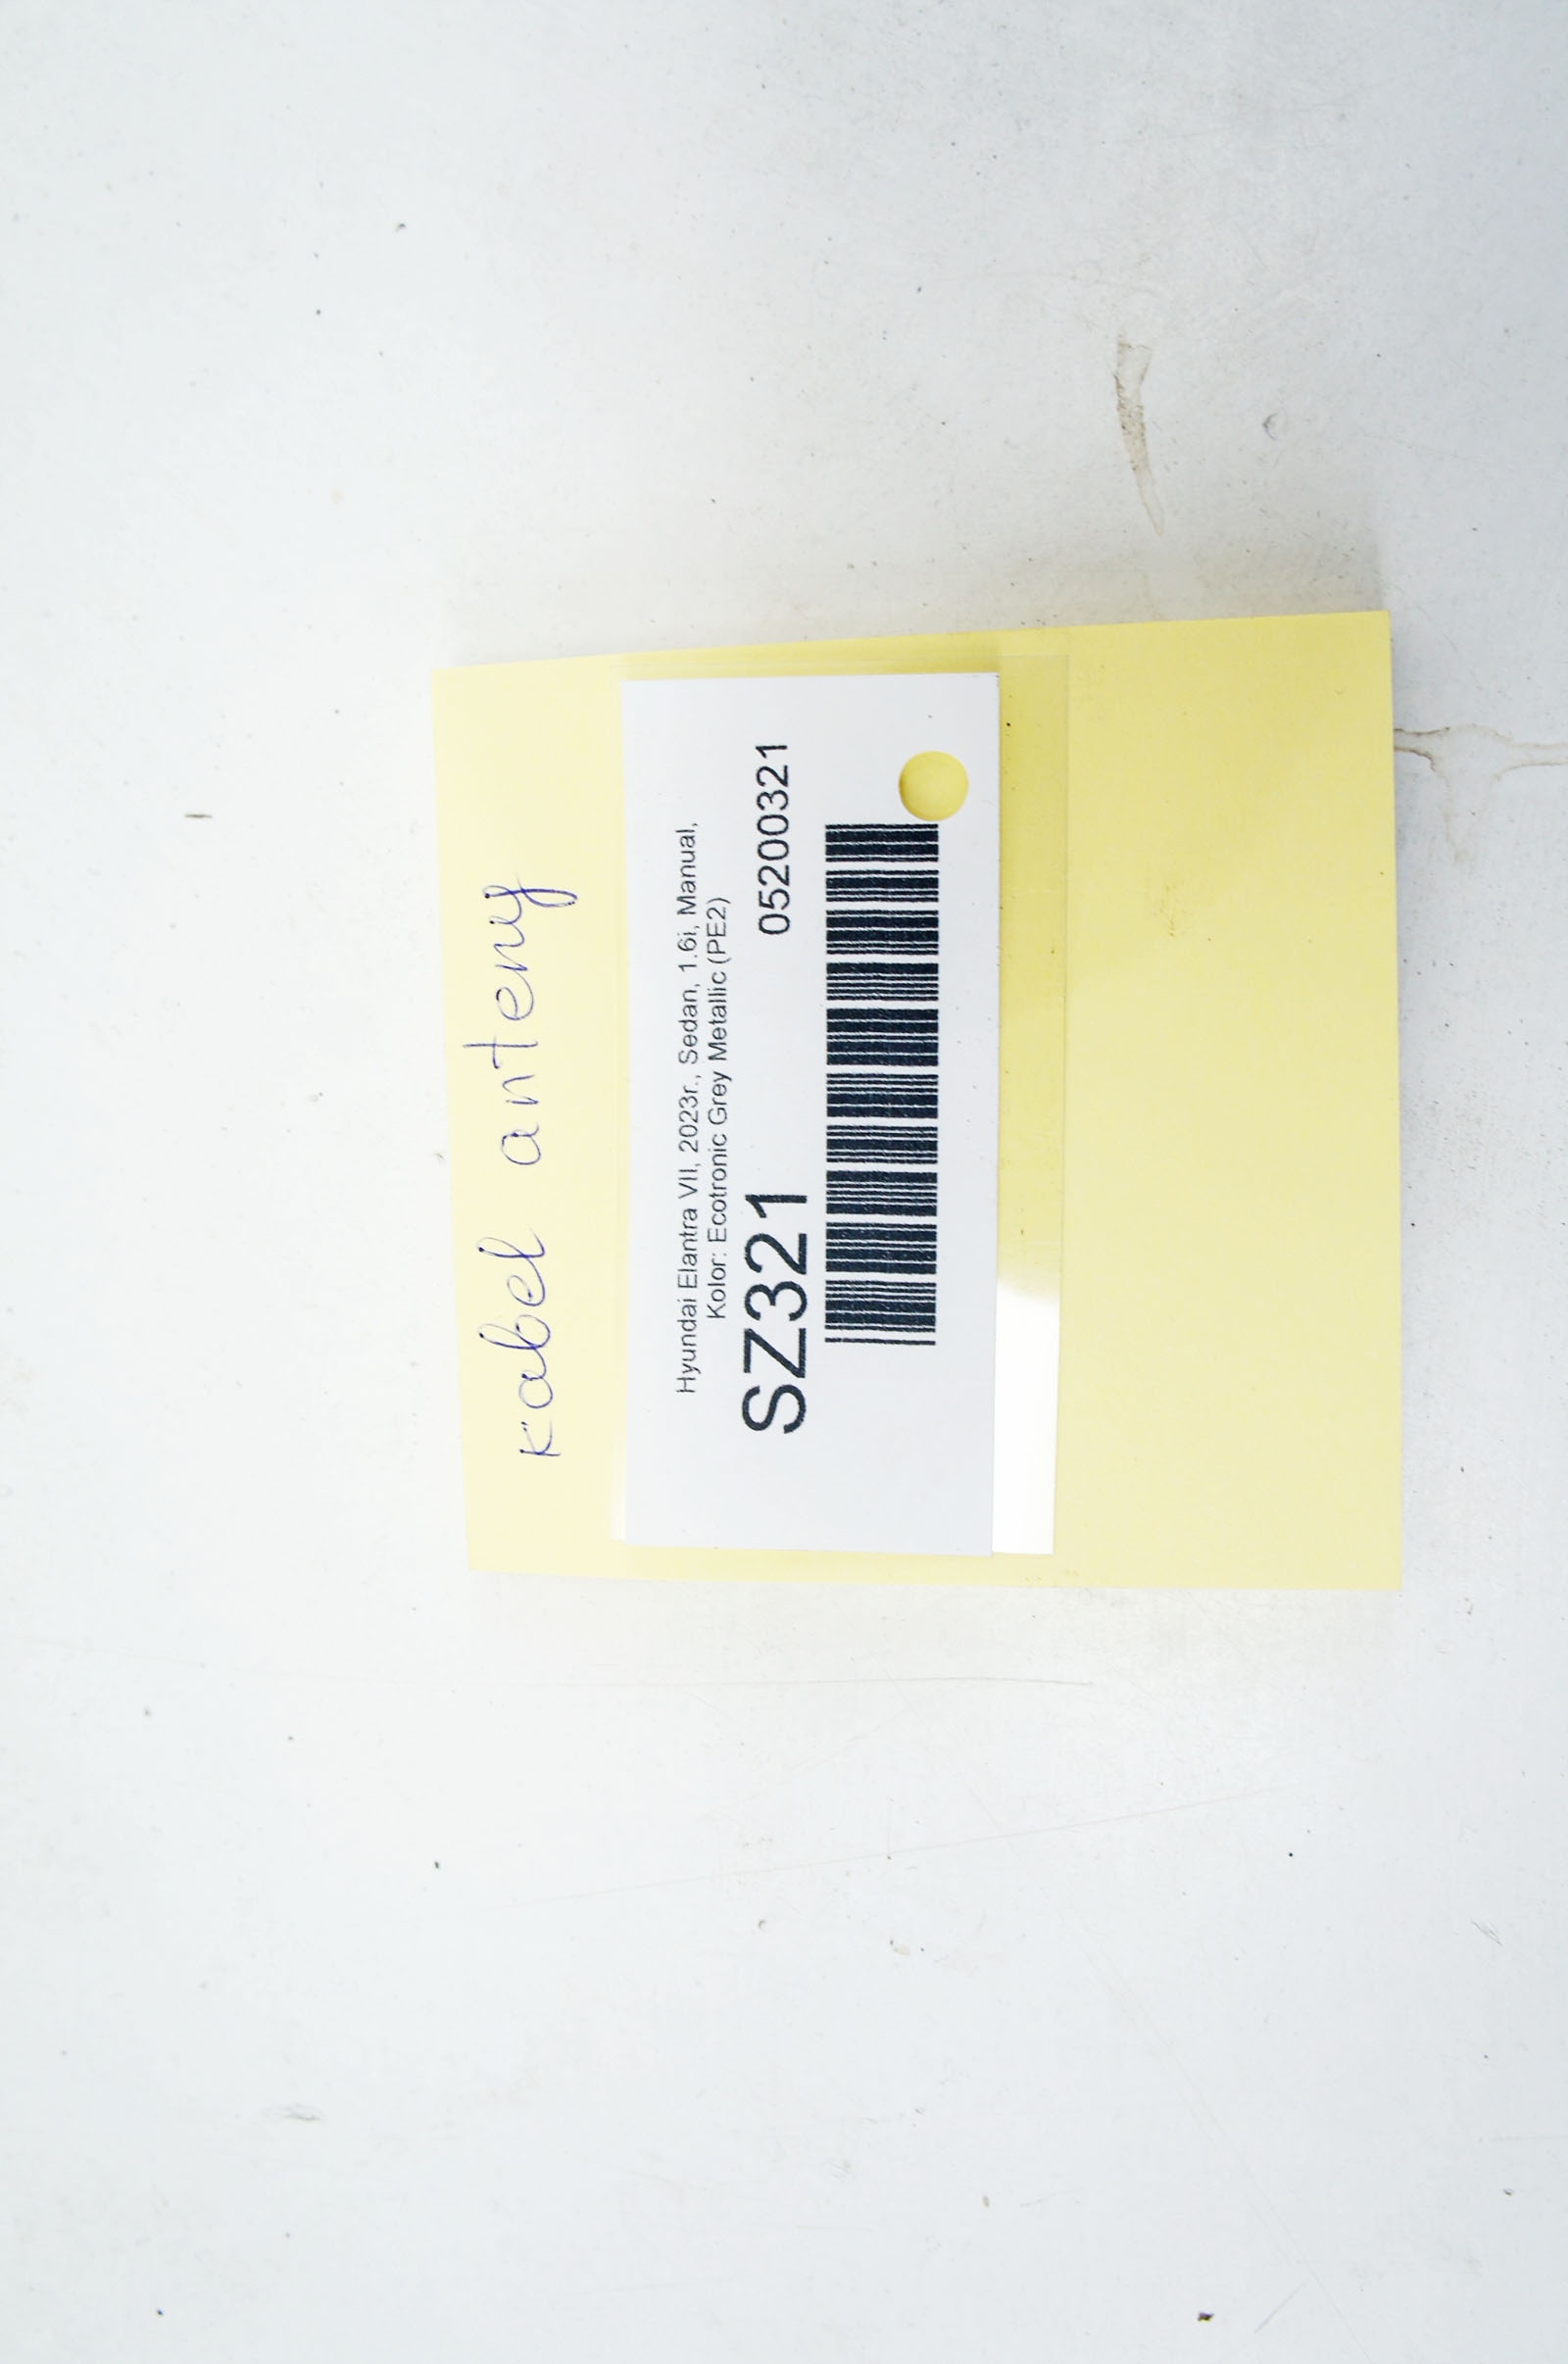 kabel anteny
Hyundai Elantra VII, 2023r., Sedan, 1.6i, Manual,
Kolor: Ecotronic Grey Metallic (PE2)
SZ321 05200321